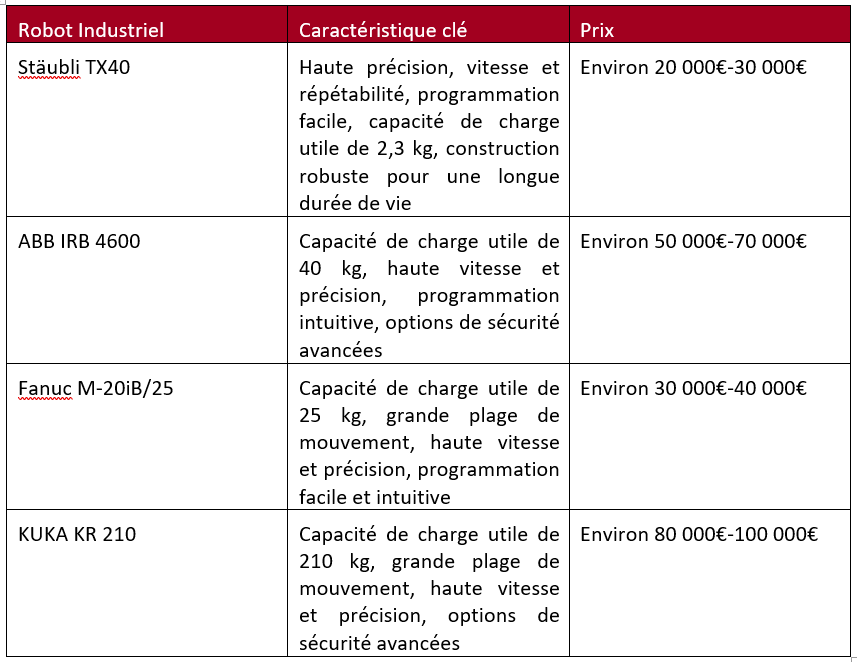 Robot Industriel
Caractéristique clé
Prix
Stäubli TX40
Haute précision, vitesse et
répétabilité, programmation
facile, capacité de charge
utile de 2,3 kg, construction
robuste pour une longue
durée de vie
Environ 20 000€-30 000€
ABB IRB 4600
Capacité de charge utile de
40 kg, haute vitesse et
précision, programmation
intuitive, options de sécurité
avancées
Environ 50 000€-70 000€
Fanuc M-20iB/25
Capacité de charge utile de
25 kg, grande plage de
mouvement, haute vitesse
et précision, programmation
facile et intuitive
Environ 30 000€-40 000€
KUKA KR 210
Capacité de charge utile de
210 kg, grande plage de
mouvement, haute vitesse
et précision, options de
sécurité avancées
Environ 80 000€-100 000€